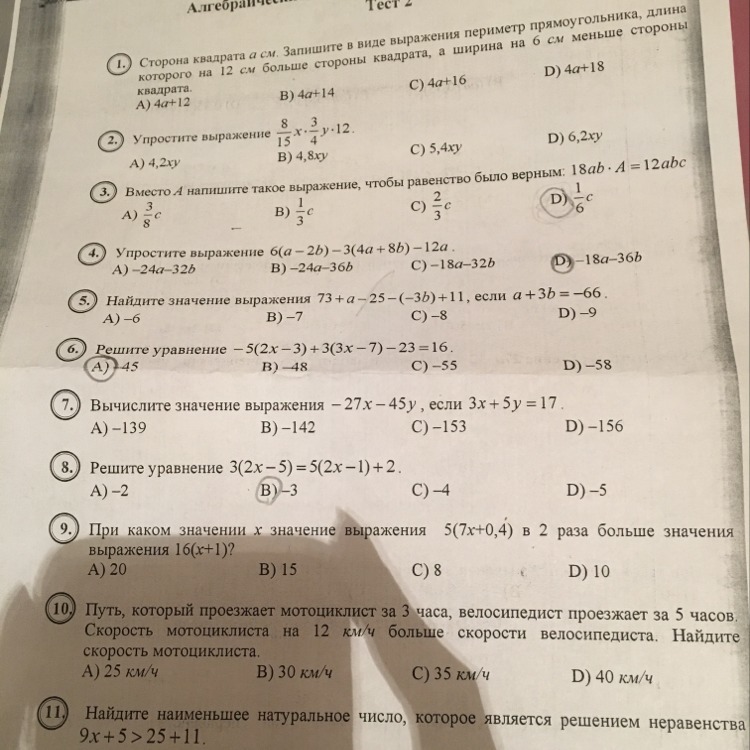 Алгебраические
Тест 2
1. Сторона квадрата a см. Запишите в виде выражения периметр прямоугольника, длина
которого на 12 см больше стороны квадрата, а ширина на 6 см меньше стороны
квадрата.
A) 4a+12 B) 4a+14 C) 4a+16 D) 4a+18
2. Упростите выражение 8/15 x · 3/4 y · 12.
A) 4,2xy B) 4,8xy C) 5,4xy D) 6,2xy
3. Вместо A напишите такое выражение, чтобы равенство было верным: 18ab · A = 12abc
A) 3/8 c B) 1/3 c C) 2/3 c D) 1/6 c
4. Упростите выражение 6(a − 2b) − 3(4a + 8b) − 12a .
A) −24a−32b B) −24a−36b C) −18a−32b D) −18a−36b
5. Найдите значение выражения 73 + a − 25 − (−3b) + 11, если a + 3b = −66 .
A) −6 B) −7 C) −8 D) −9
6. Решите уравнение − 5(2x − 3) + 3(3x − 7) − 23 = 16 .
A) −45 B) −48 C) −55 D) −58
7. Вычислите значение выражения − 27x − 45y , если 3x + 5y = 17 .
A) −139 B) −142 C) −153 D) −156
8. Решите уравнение 3(2x − 5) = 5(2x − 1) + 2 .
A) −2 B) −3 C) −4 D) −5
9. При каком значении x значение выражения 5(7x+0,4) в 2 раза больше значения
выражения 16(x+1)?
A) 20 B) 15 C) 8 D) 10
10. Путь, который проезжает мотоциклист за 3 часа, велосипедист проезжает за 5 часов.
Скорость мотоциклиста на 12 км/ч больше скорости велосипедиста. Найдите
скорость мотоциклиста.
A) 25 км/ч B) 30 км/ч C) 35 км/ч D) 40 км/ч
11. Найдите наименьшее натуральное число, которое является решением неравенства
9x + 5 > 25 + 11 .